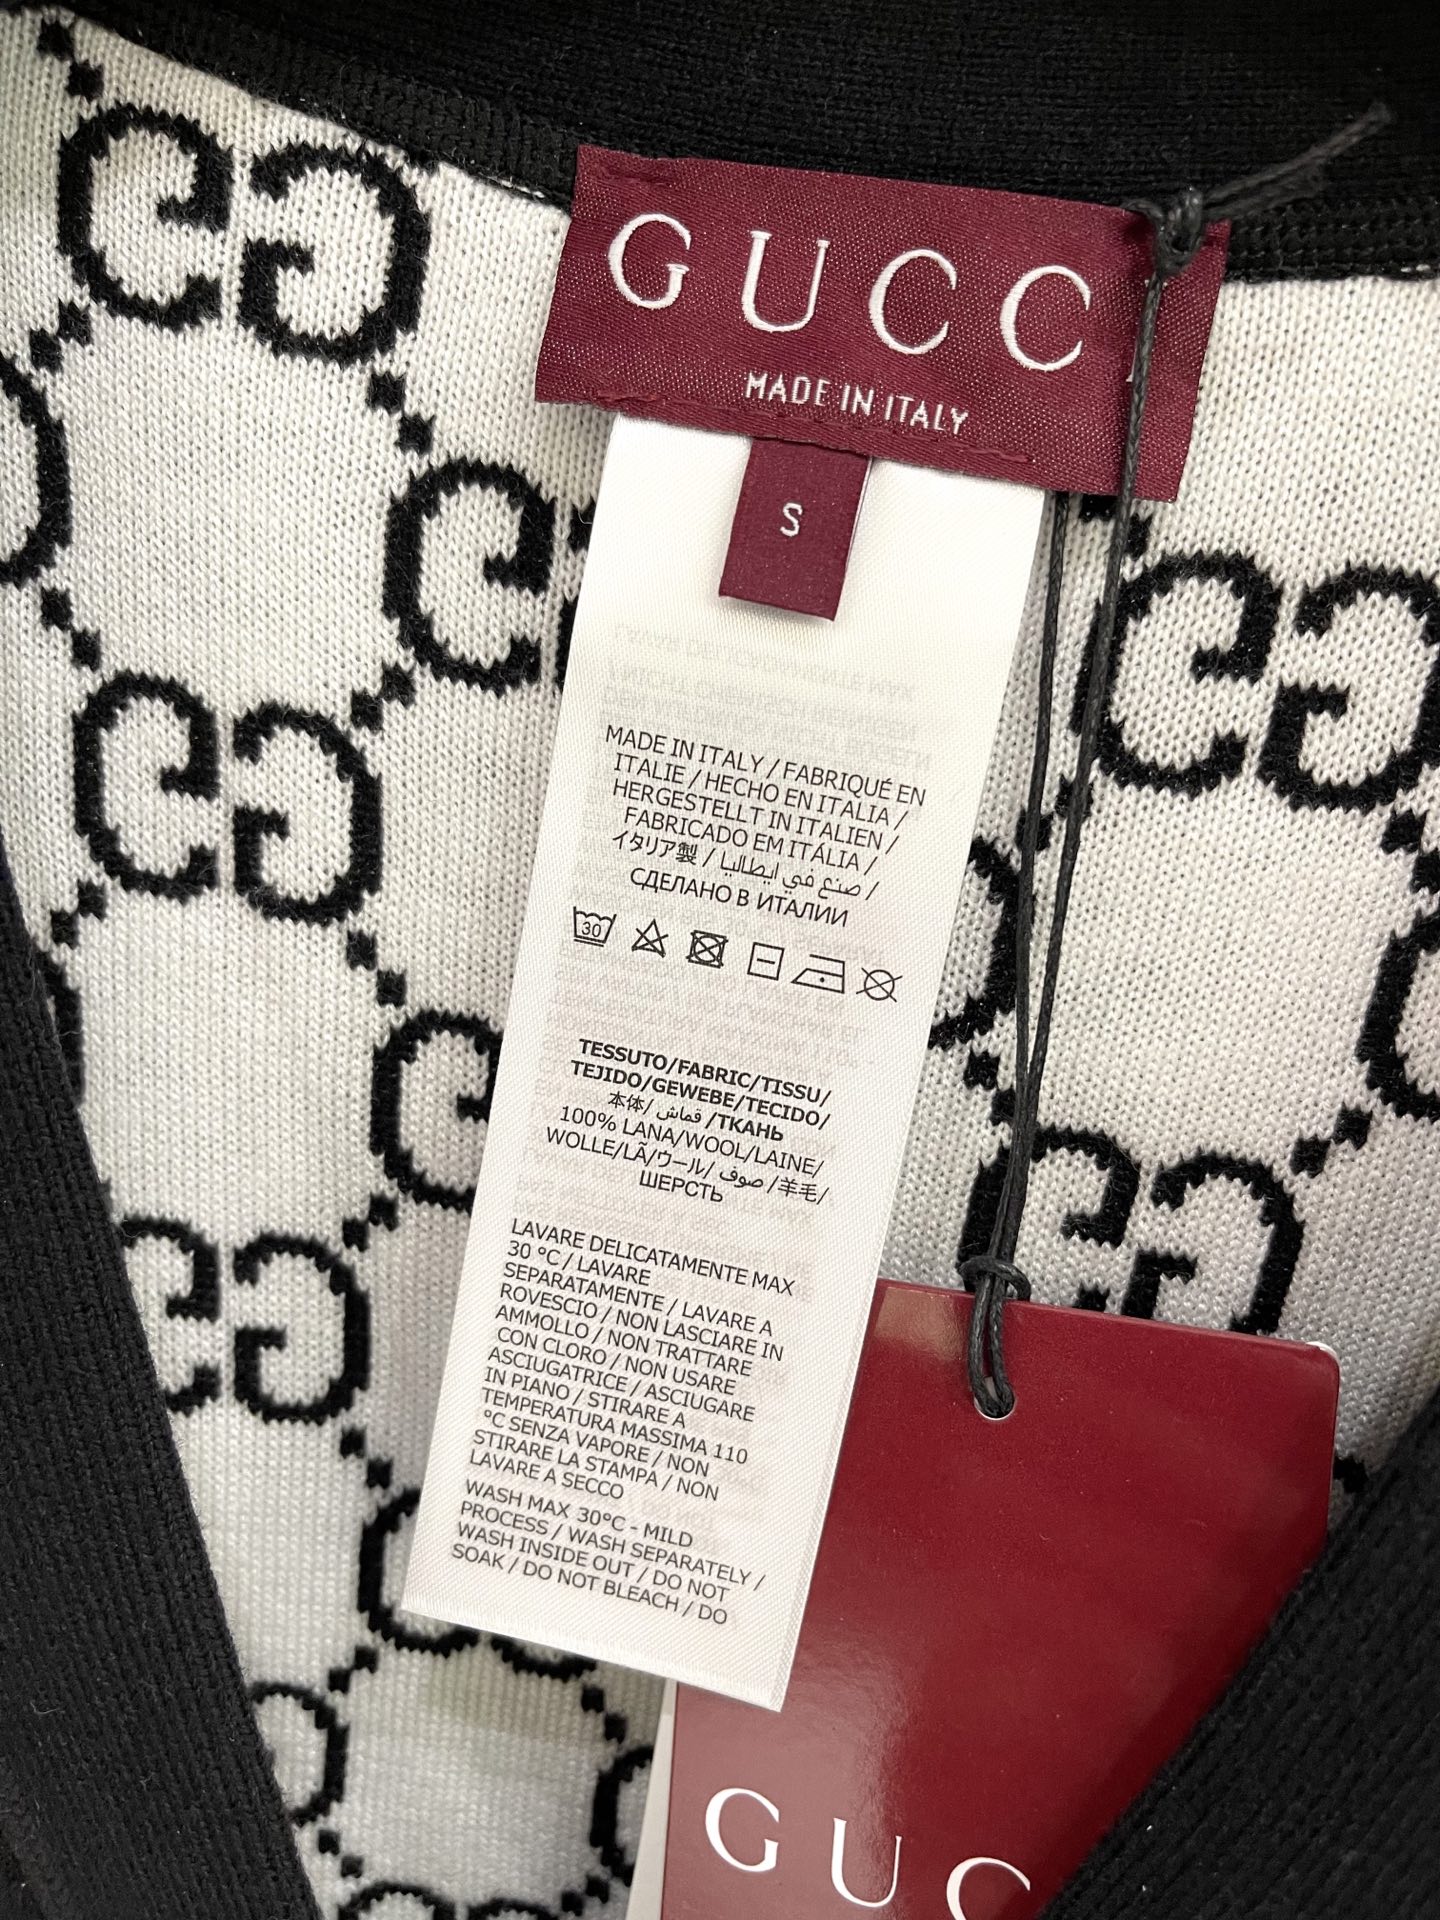 GUCCI
MADE IN ITALY
S
MADE IN ITALY / FABRIQUÉ EN
ITALIE / HECHO EN ITALIA /
HERGESTELLT IN ITALIEN /
FABRICADO EM ITÁLIA /
イタリア製 / صنع في ايطاليا /
СДЕЛАНО В ИТАЛИИ
30
TESSUTO/FABRIC/TISSU/
TEJIDO/GEWEBE/TECIDO/
本体/ قماش /ТКАНЬ
100% LANA/WOOL/LAINE/
WOLLE/LÃ/ウール/ صوف /羊毛/
ШЕРСТЬ
LAVARE DELICATAMENTE MAX
30 °C / LAVARE
SEPARATAMENTE / LAVARE A
ROVESCIO / NON LASCIARE IN
AMMOLLO / NON TRATTARE
CON CLORO / NON USARE
ASCIUGATRICE / ASCIUGARE
IN PIANO / STIRARE A
TEMPERATURA MASSIMA 110
°C SENZA VAPORE / NON
STIRARE LA STAMPA / NON
LAVARE A SECCO
WASH MAX 30°C - MILD
PROCESS / WASH SEPARATELY /
WASH INSIDE OUT / DO NOT
SOAK / DO NOT BLEACH / DO
GUC